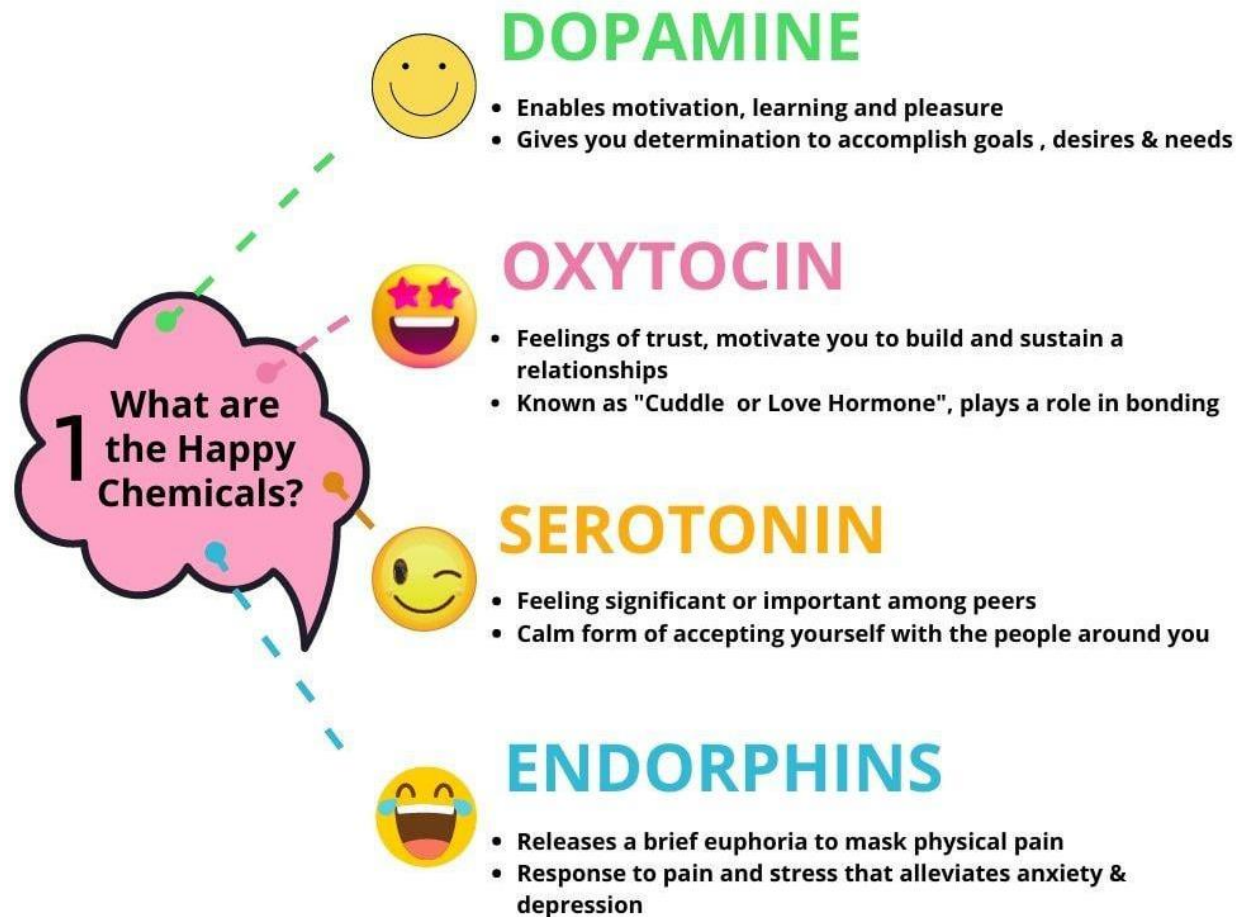 DOPAMINE
• Enables motivation, learning and pleasure
• Gives you determination to accomplish goals , desires & needs
OXYTOCIN
• Feelings of trust, motivate you to build and sustain a
relationships
• Known as "Cuddle or Love Hormone", plays a role in bonding
1
What are
the Happy
Chemicals?
SEROTONIN
• Feeling significant or important among peers
• Calm form of accepting yourself with the people around you
ENDORPHINS
• Releases a brief euphoria to mask physical pain
• Response to pain and stress that alleviates anxiety &
depression